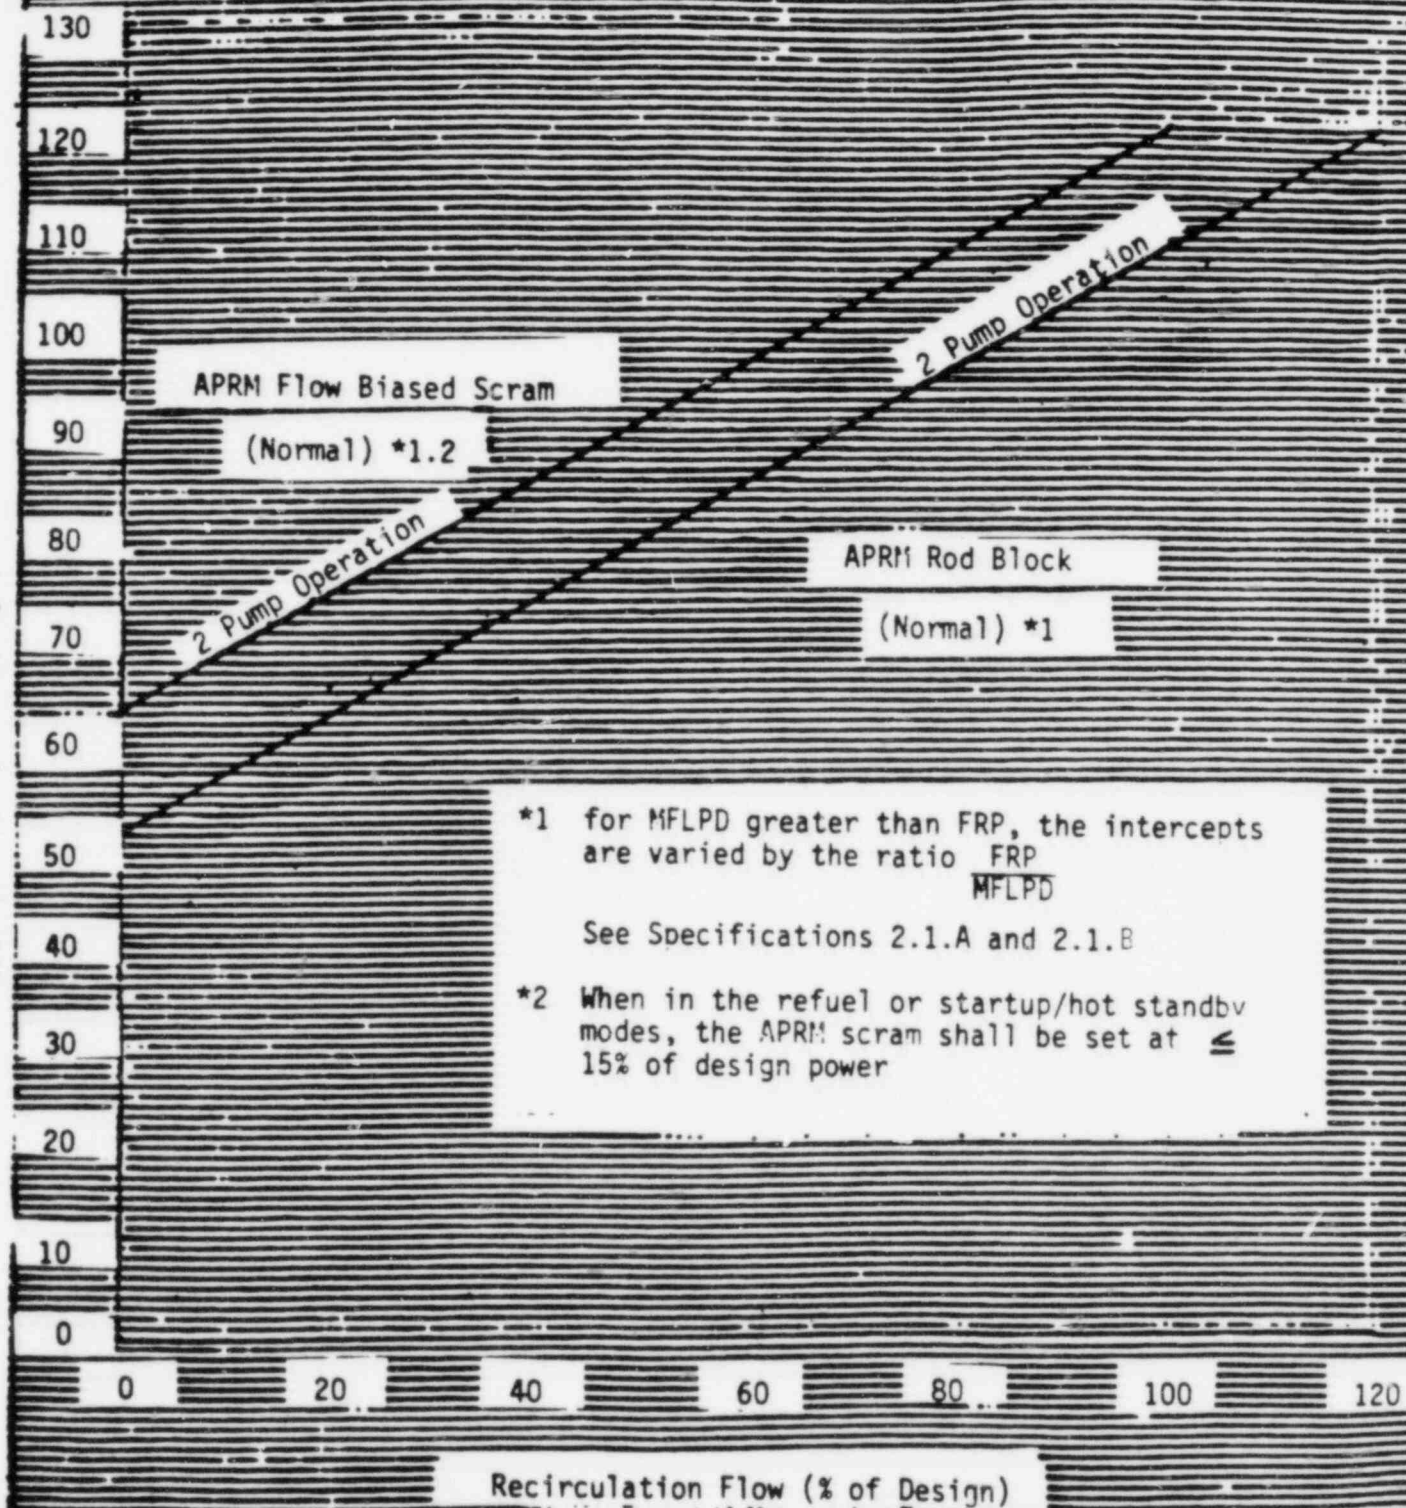 130
120
110
100
90
80
70
60
50
40
30
20
10
0
APRM Flow Biased Scram
(Normal) *1.2
2 Pump Operation
2 Pump Operation
APRM Rod Block
(Normal) *1
*1 for MFLPD greater than FRP, the intercepts
are varied by the ratio FRP
MFLPD
See Specifications 2.1.A and 2.1.B
*2 When in the refuel or startup/hot standby
modes, the APRM scram shall be set at ≤
15% of design power
0 20 40 60 80 100 120
Recirculation Flow (% of Design)